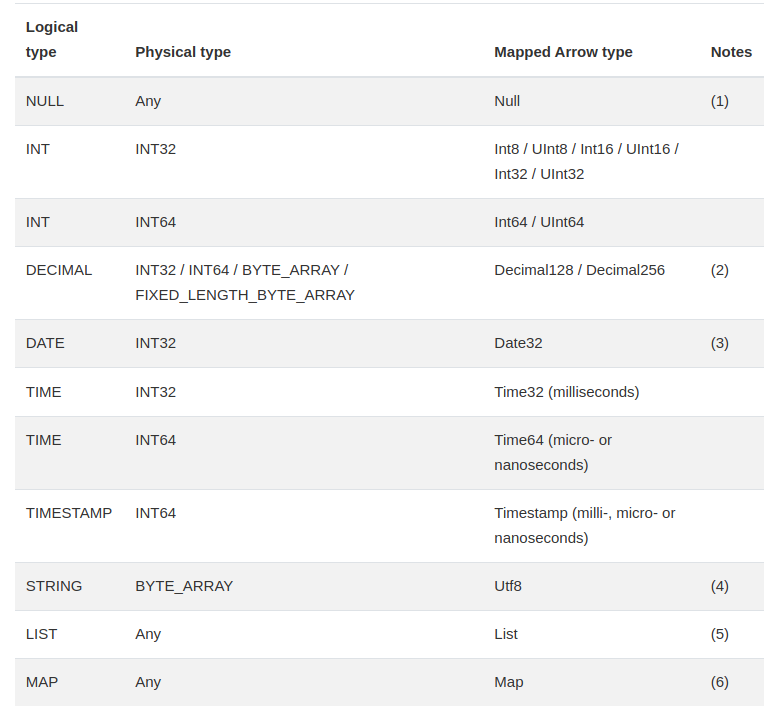 Logical
type Physical type Mapped Arrow type Notes
NULL Any Null (1)
INT INT32 Int8 / UInt8 / Int16 / UInt16 /
Int32 / UInt32
INT INT64 Int64 / UInt64
DECIMAL INT32 / INT64 / BYTE_ARRAY / Decimal128 / Decimal256 (2)
FIXED_LENGTH_BYTE_ARRAY
DATE INT32 Date32 (3)
TIME INT32 Time32 (milliseconds)
TIME INT64 Time64 (micro- or
nanoseconds)
TIMESTAMP INT64 Timestamp (milli-, micro- or
nanoseconds)
STRING BYTE_ARRAY Utf8 (4)
LIST Any List (5)
MAP Any Map (6)